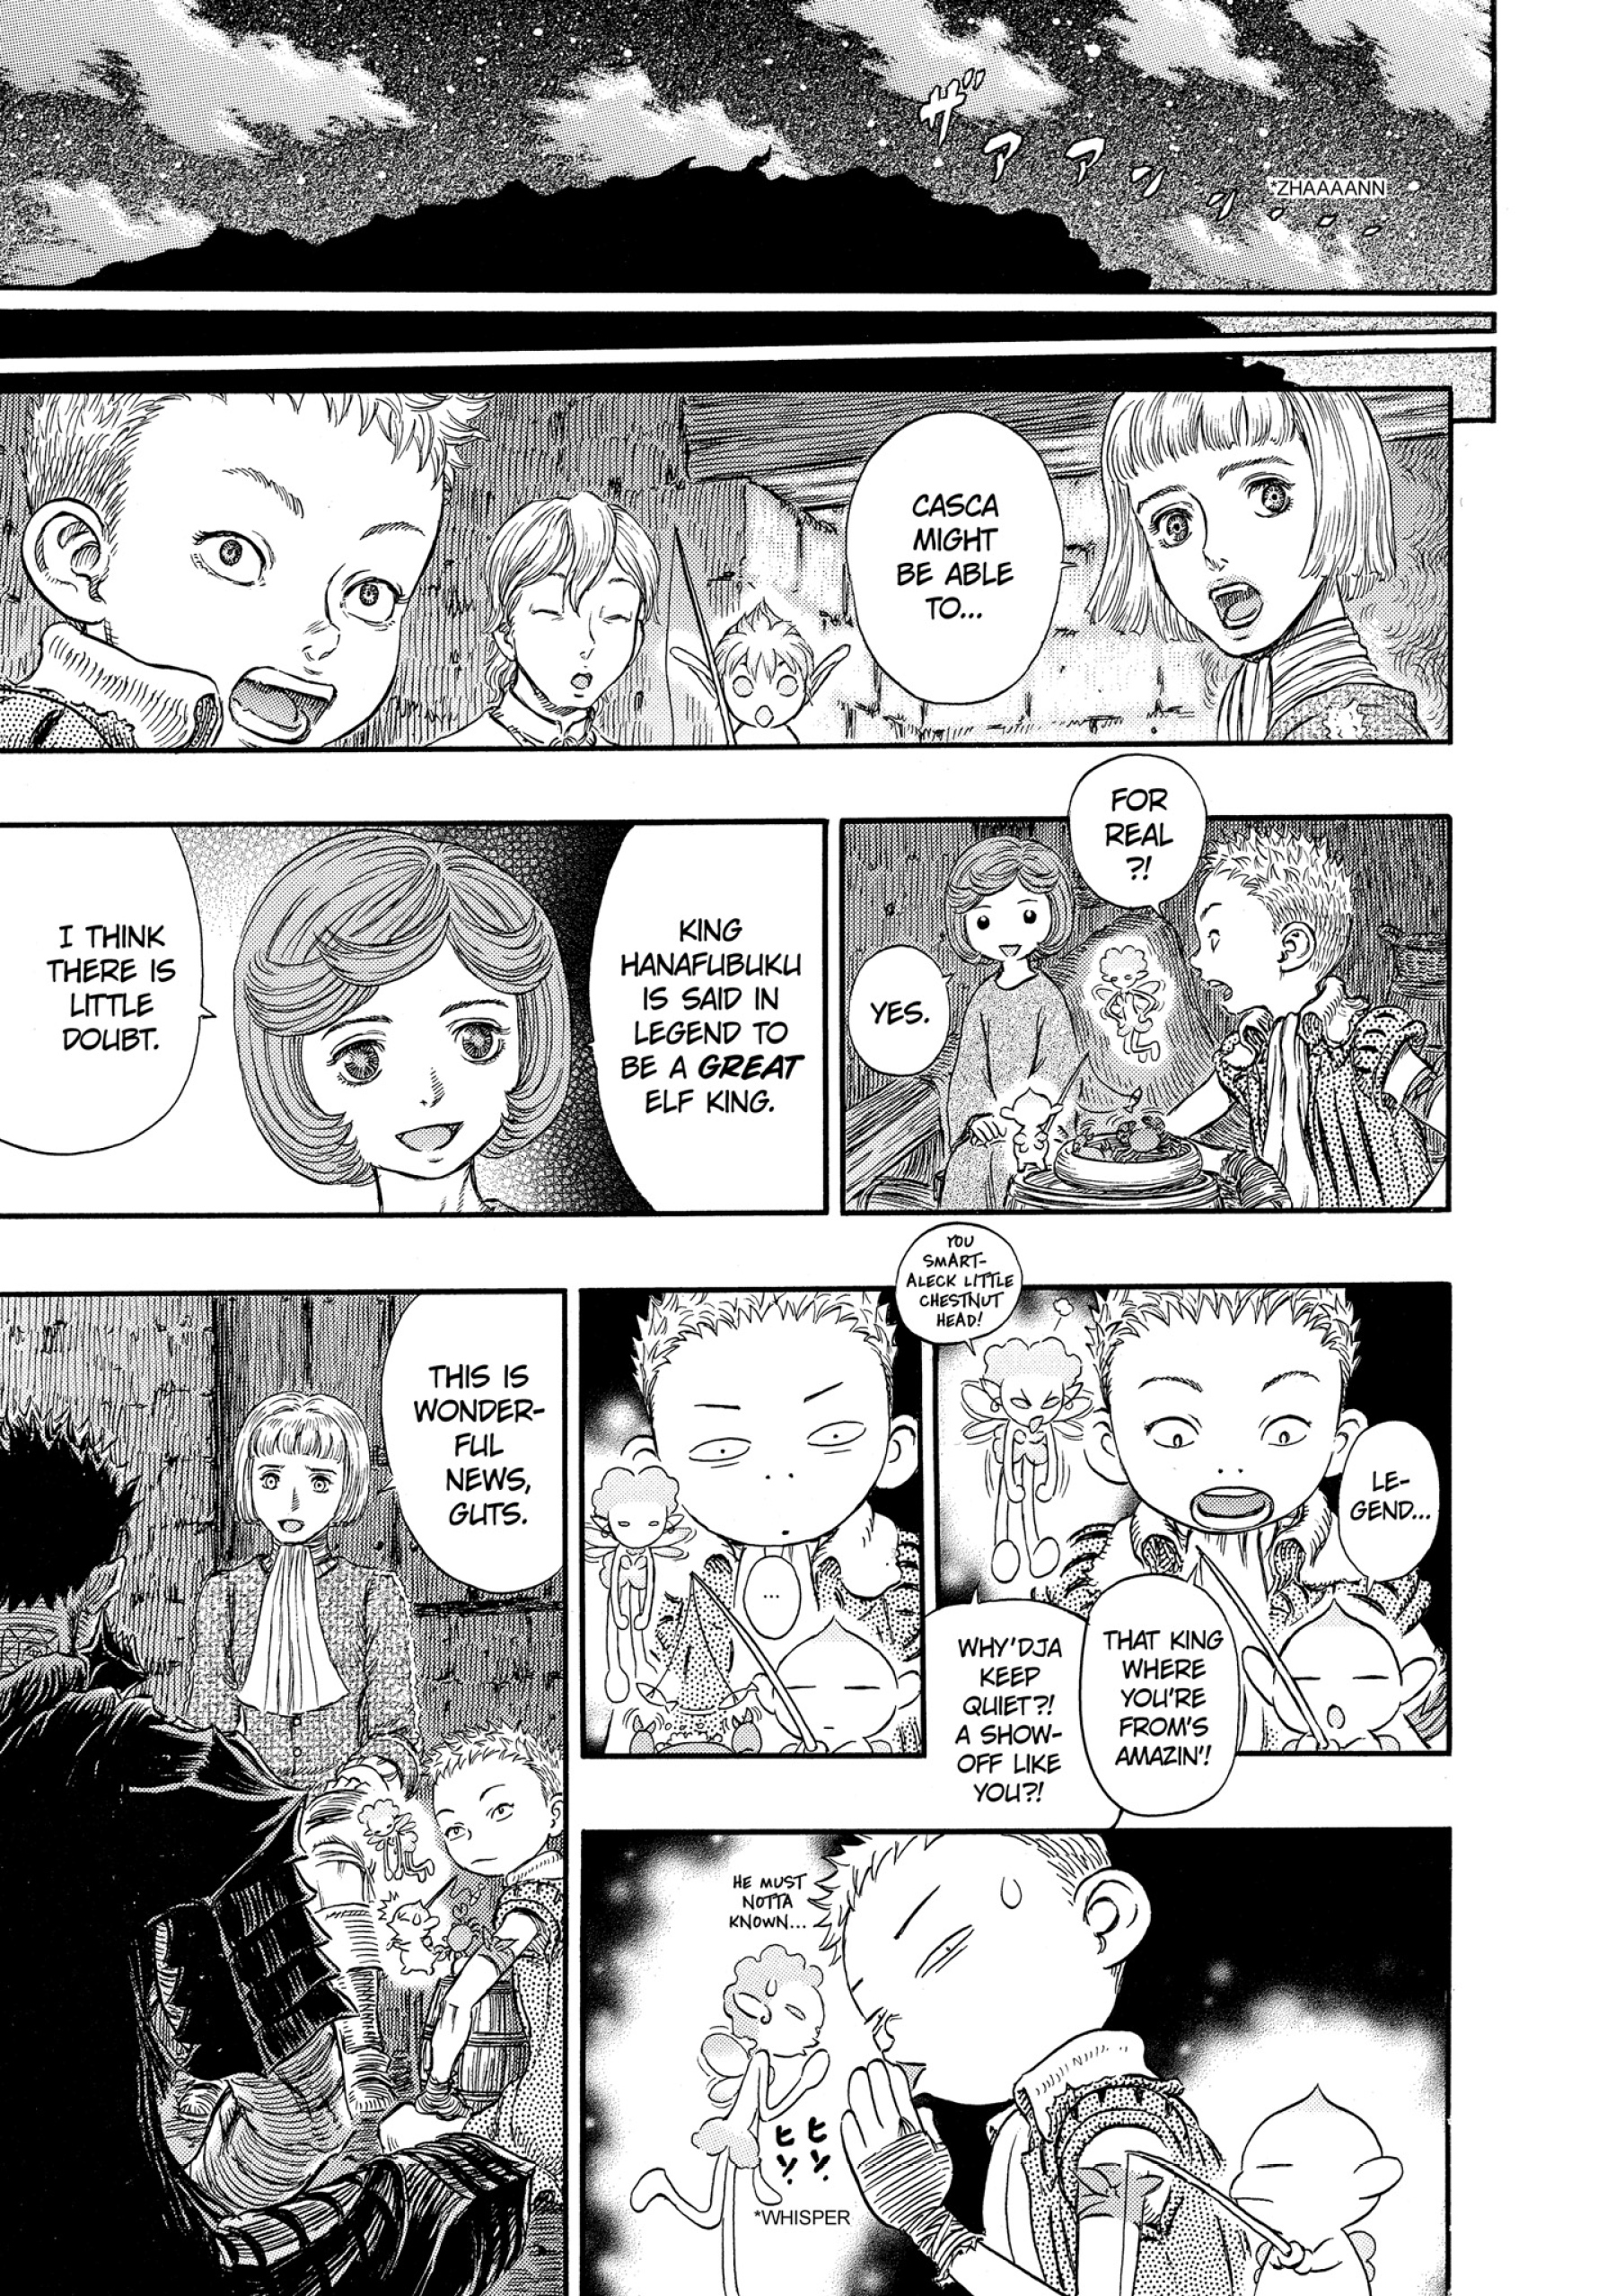 ザアアンッ
*ZHAAAANN
CASCA
MIGHT
BE ABLE
TO...
FOR
REAL
?!
YES.
KING
HANAFUBUKU
IS SAID IN
LEGEND TO
BE A GREAT
ELF KING.
I THINK
THERE IS
LITTLE
DOUBT.
LE-
GEND...
YOU
SMART-
ALECK LITTLE
CHESTNUT
HEAD!
...
THAT KING
WHERE
YOU'RE
FROM'S
AMAZIN'!
WHY'DJA
KEEP
QUIET?!
A SHOW-
OFF LIKE
YOU?!
HE MUST
NOTTA
KNOWN...
ヒソ
ヒソ
*WHISPER
THIS IS
WONDER-
FUL
NEWS,
GUTS.